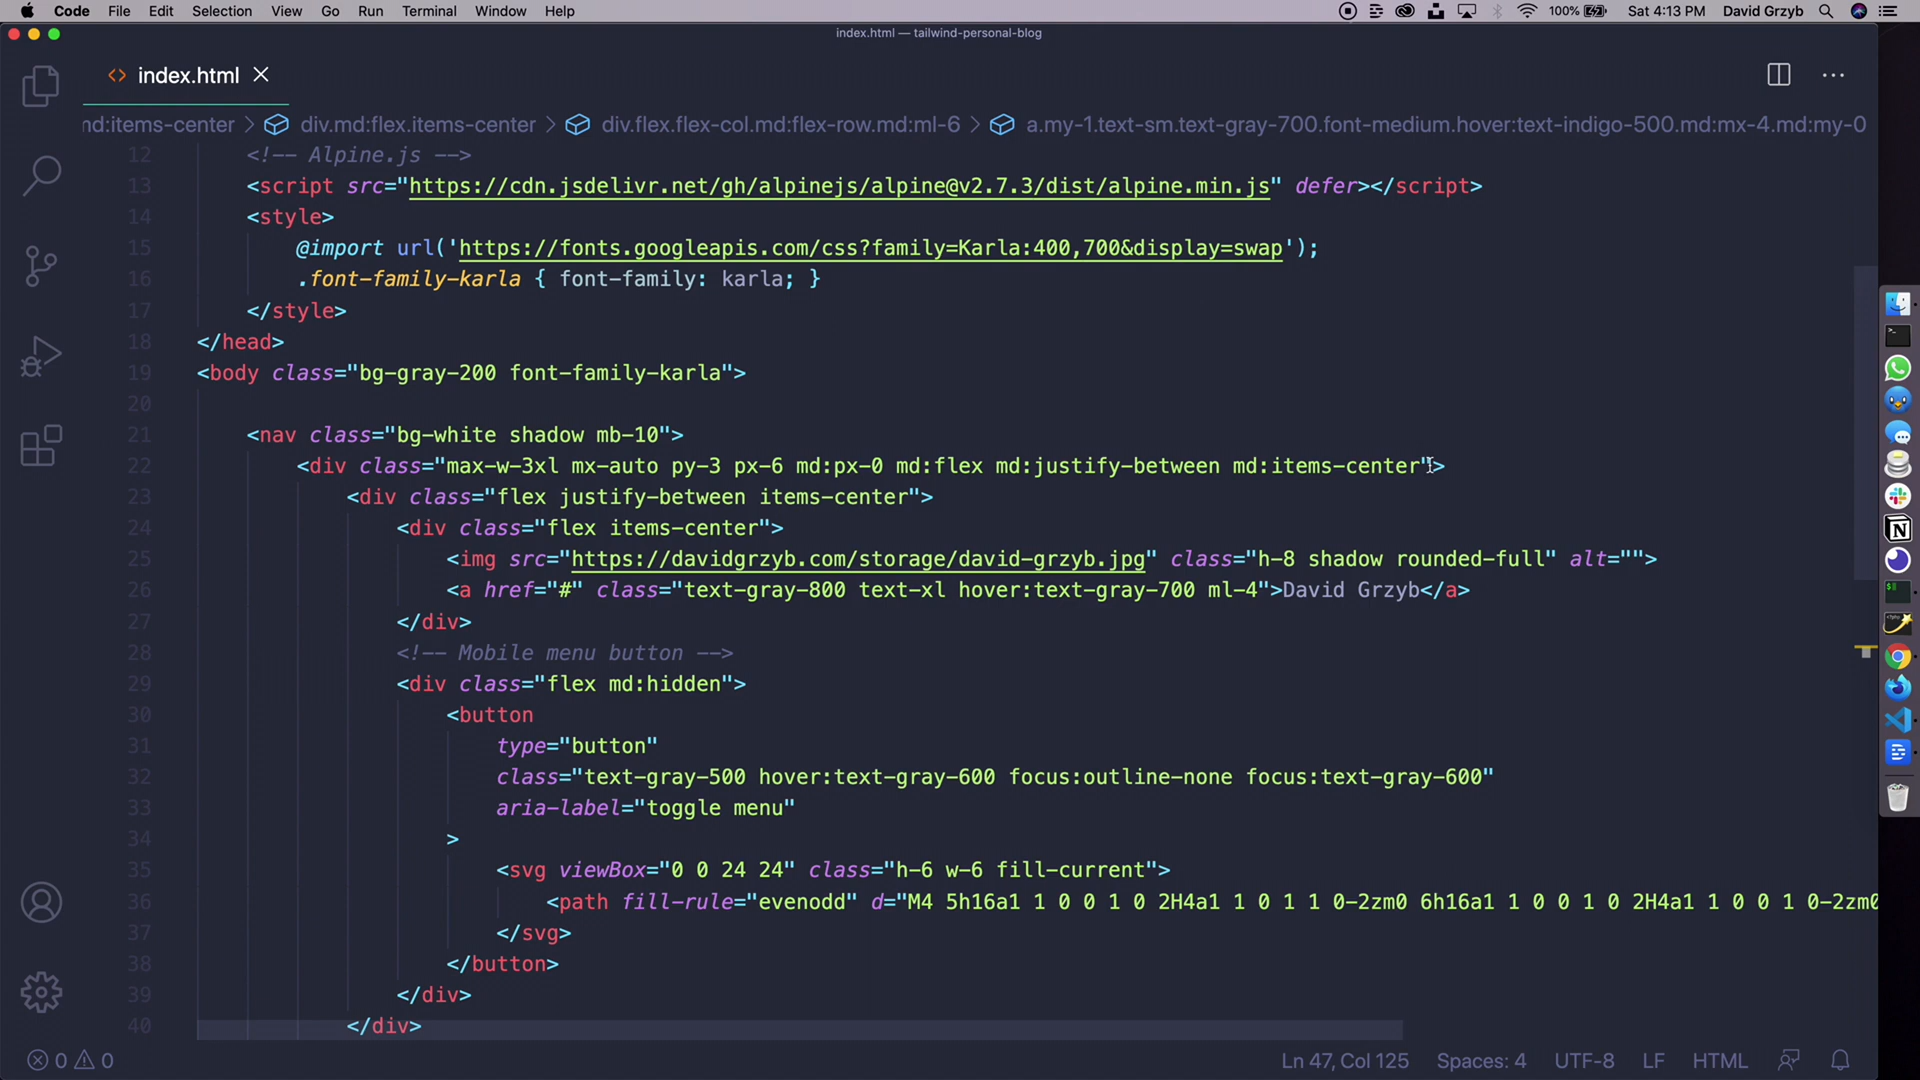 Code File Edit Selection View Go Run Terminal Window Help 100% Sat 4:13 PM David Grzyb
index.html — tailwind-personal-blog
index.html
md:items-center > div.md:flex.items-center > div.flex.flex-col.md:flex-row.md:ml-6 > a.my-1.text-sm.text-gray-700.font-medium.hover:text-indigo-500.md:mx-4.md:my-0
12 <!-- Alpine.js -->
13 <script src="https://cdn.jsdelivr.net/gh/alpinejs/alpine@v2.7.3/dist/alpine.min.js" defer></script>
14 <style>
15 @import url('https://fonts.googleapis.com/css?family=Karla:400,700&display=swap');
16 .font-family-karla { font-family: karla; }
17 </style>
18 </head>
19 <body class="bg-gray-200 font-family-karla">
20
21 <nav class="bg-white shadow mb-10">
22 <div class="max-w-3xl mx-auto py-3 px-6 md:px-0 md:flex md:justify-between md:items-center">
23 <div class="flex justify-between items-center">
24 <div class="flex items-center">
25 <img src="https://davidgrzyb.com/storage/david-grzyb.jpg" class="h-8 shadow rounded-full" alt="">
26 <a href="#" class="text-gray-800 text-xl hover:text-gray-700 ml-4">David Grzyb</a>
27 </div>
28 <!-- Mobile menu button -->
29 <div class="flex md:hidden">
30 <button
31 type="button"
32 class="text-gray-500 hover:text-gray-600 focus:outline-none focus:text-gray-600"
33 aria-label="toggle menu"
34 >
35 <svg viewBox="0 0 24 24" class="h-6 w-6 fill-current">
36 <path fill-rule="evenodd" d="M4 5h16a1 1 0 0 1 0 2H4a1 1 0 1 1 0-2zm0 6h16a1 1 0 0 1 0 2H4a1 1 0 0 1 0-2zm0
37 </svg>
38 </button>
39 </div>
40 </div>
0 0 Ln 47, Col 125 Spaces: 4 UTF-8 LF HTML